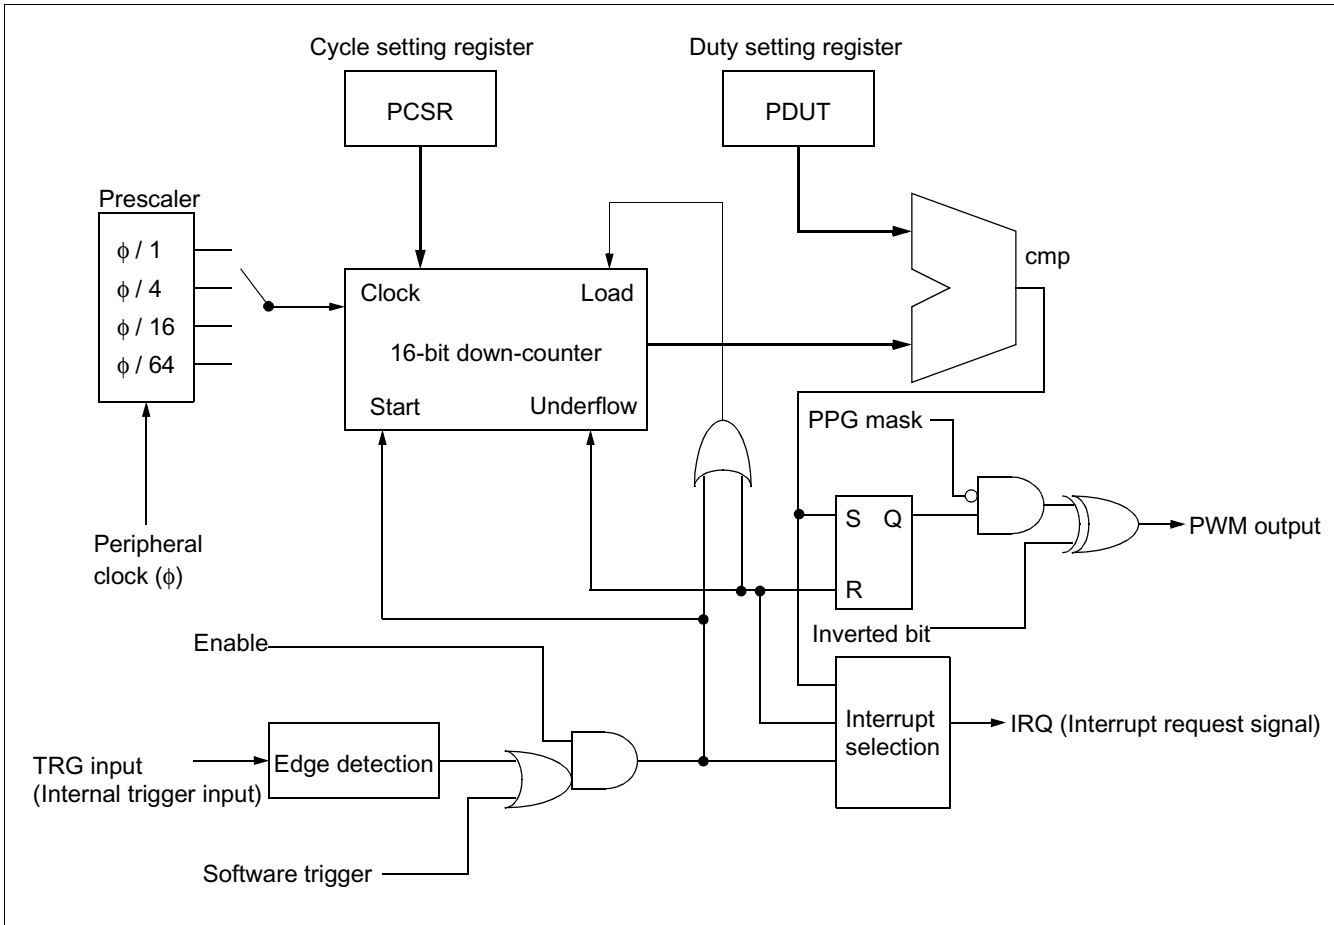 Cycle setting register
Duty setting register
PCSR
PDUT
Prescaler
ϕ / 1
ϕ / 4
ϕ / 16
ϕ / 64
cmp
Clock
Load
16-bit down-counter
Start
Underflow
PPG mask
S
Q
R
PWM output
Peripheral
clock (ϕ)
Inverted bit
Enable
Interrupt
selection
IRQ (Interrupt request signal)
TRG input
(Internal trigger input)
Edge detection
Software trigger